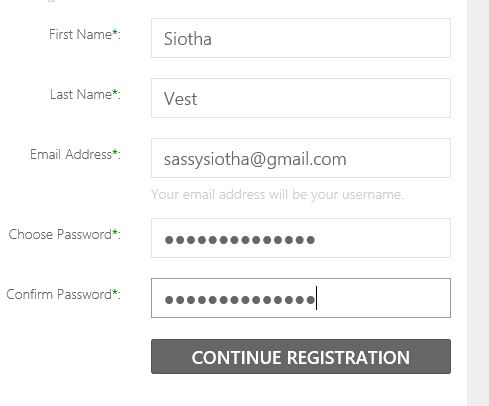 First Name*:
Siotha
Last Name*:
Vest
Email Address*:
sassysiotha@gmail.com
Your email address will be your username.
Choose Password*:
●●●●●●●●●●●●●●
Confirm Password*:
●●●●●●●●●●●●●●
CONTINUE REGISTRATION